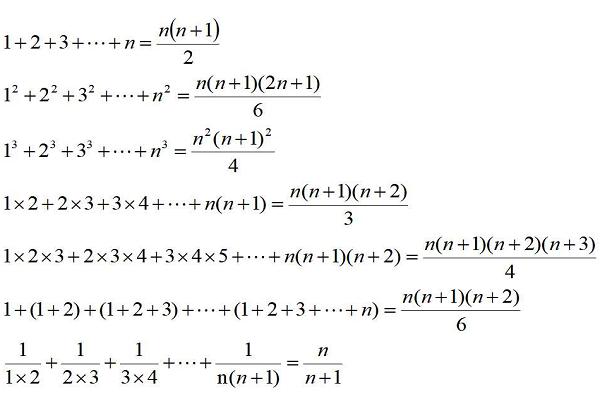 1+2+3+⋯+n = n(n+1)/2
1²+2²+3²+⋯+n² = n(n+1)(2n+1)/6
1³+2³+3³+⋯+n³ = n²(n+1)²/4
1×2+2×3+3×4+⋯+n(n+1) = n(n+1)(n+2)/3
1×2×3+2×3×4+3×4×5+⋯+n(n+1)(n+2) = n(n+1)(n+2)(n+3)/4
1+(1+2)+(1+2+3)+⋯+(1+2+3+⋯+n) = n(n+1)(n+2)/6
1/(1×2)+1/(2×3)+1/(3×4)+⋯+1/(n(n+1)) = n/(n+1)